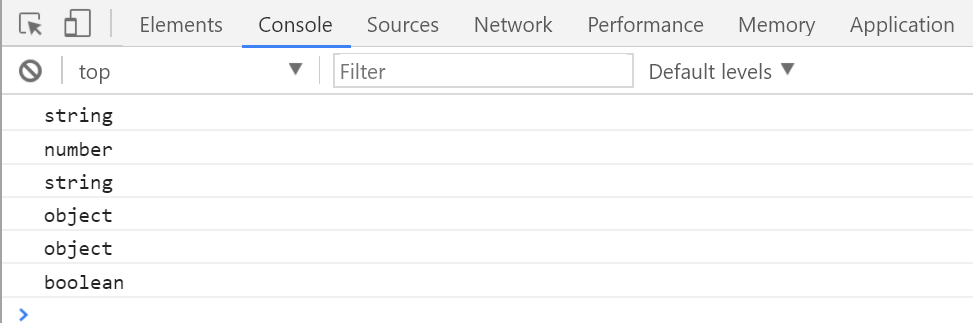 Elements Console Sources Network Performance Memory Application
top Filter Default levels
string
number
string
object
object
boolean